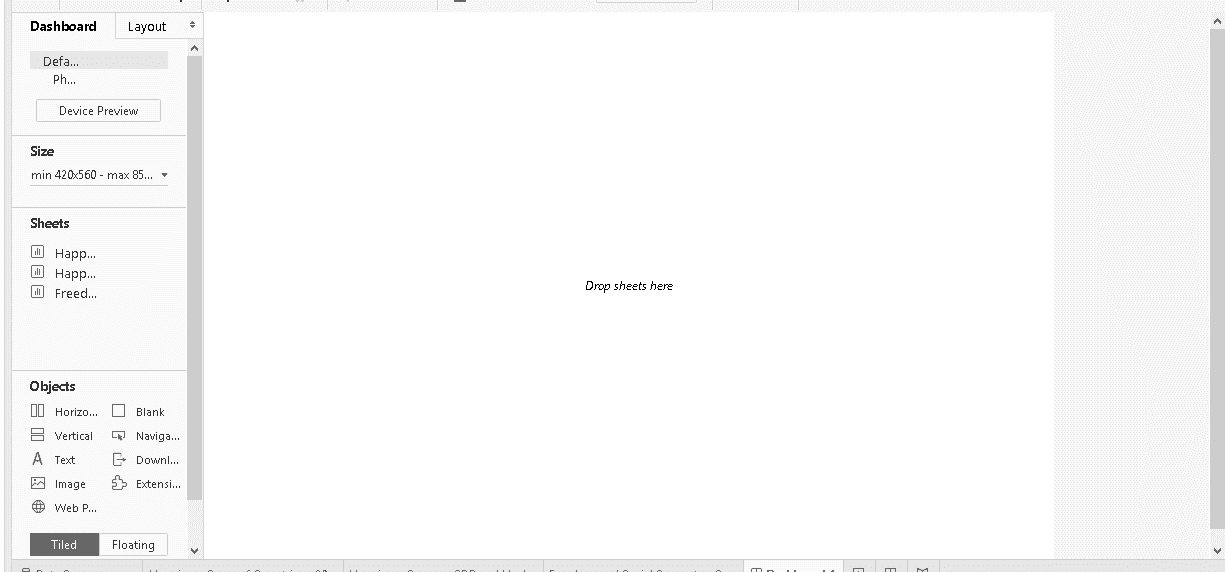 Dashboard Layout
Defa...
Ph...
Device Preview
Size
min 420x560 - max 85...
Sheets
Happ...
Happ...
Freed...
Drop sheets here
Objects
Horizo... Blank
Vertical Naviga...
Text Downl...
Image Extensi...
Web P...
Tiled Floating